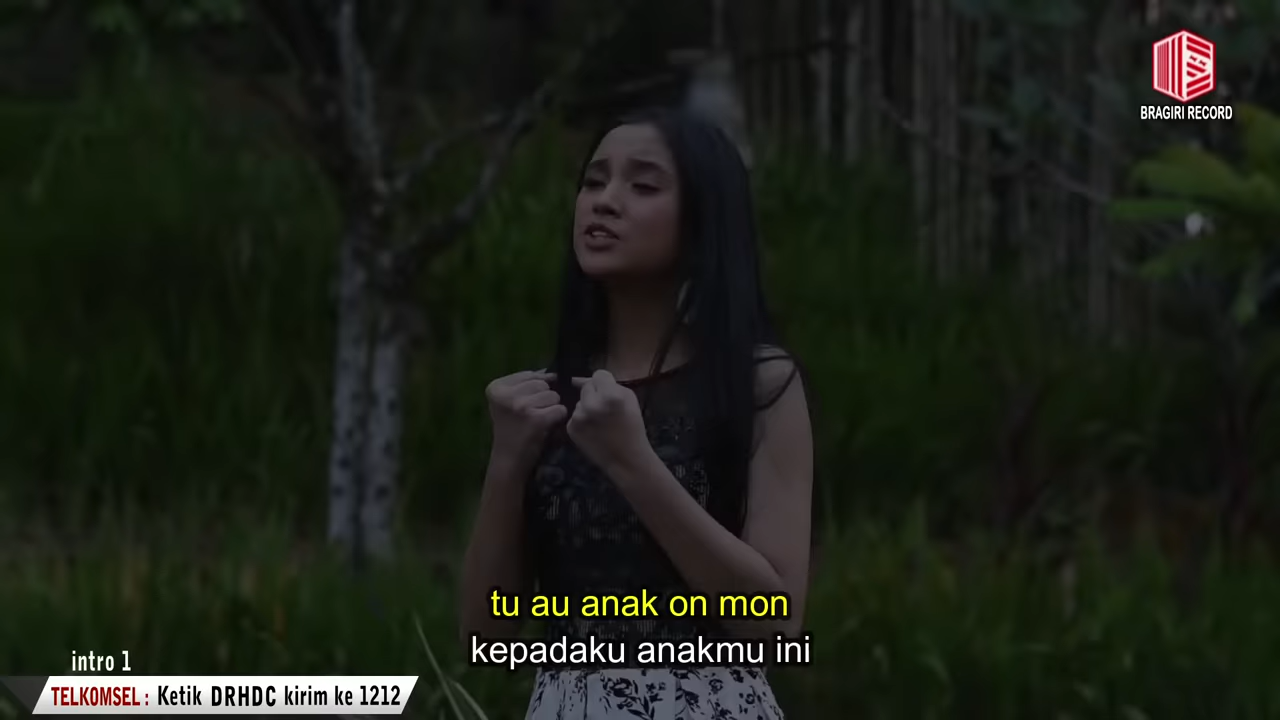 BRAGIRI RECORD
tu au anak on mon
kepadaku anakmu ini
intro 1
TELKOMSEL : Ketik DRHDC kirim ke 1212